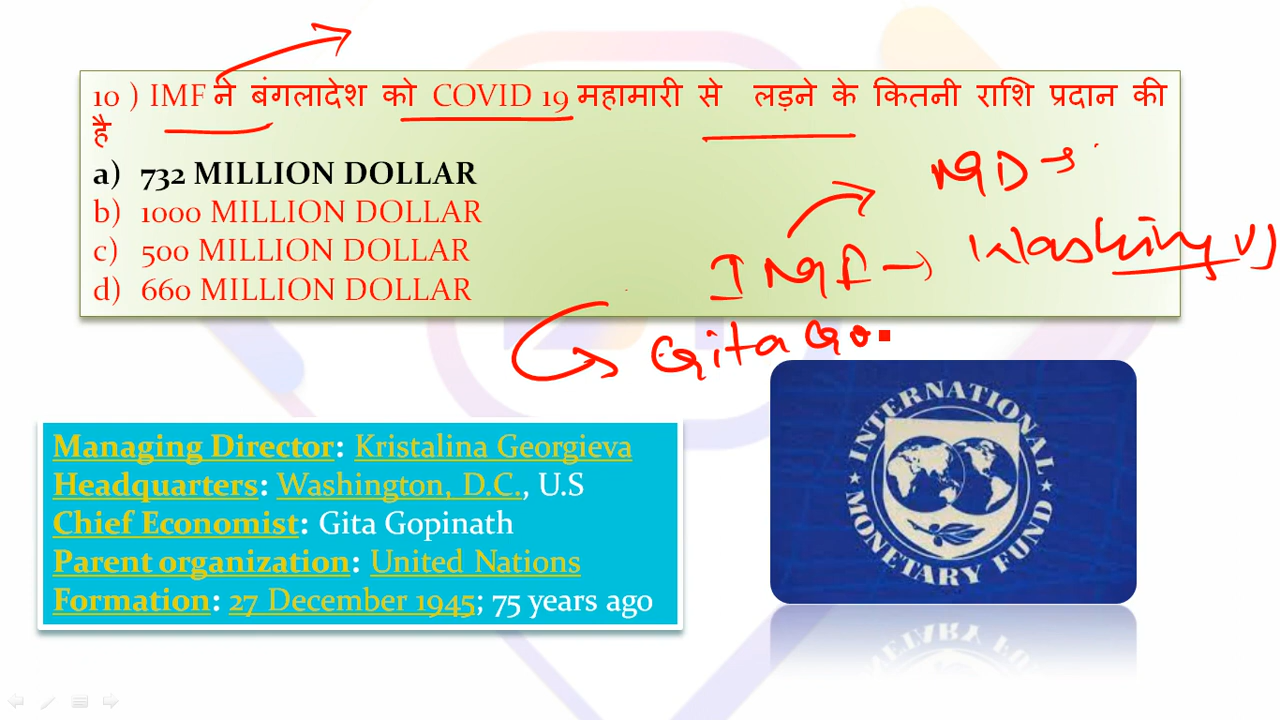 10 ) IMF ने बंगलादेश को COVID 19 महामारी से लड़ने के कितनी राशि प्रदान की
है
a) 732 MILLION DOLLAR
b) 1000 MILLION DOLLAR
c) 500 MILLION DOLLAR
d) 660 MILLION DOLLAR
MD →
IMF → Washing
Gita Go
Managing Director: Kristalina Georgieva
Headquarters: Washington, D.C., U.S
Chief Economist: Gita Gopinath
Parent organization: United Nations
Formation: 27 December 1945; 75 years ago
INTERNATIONAL
MONETARY FUND